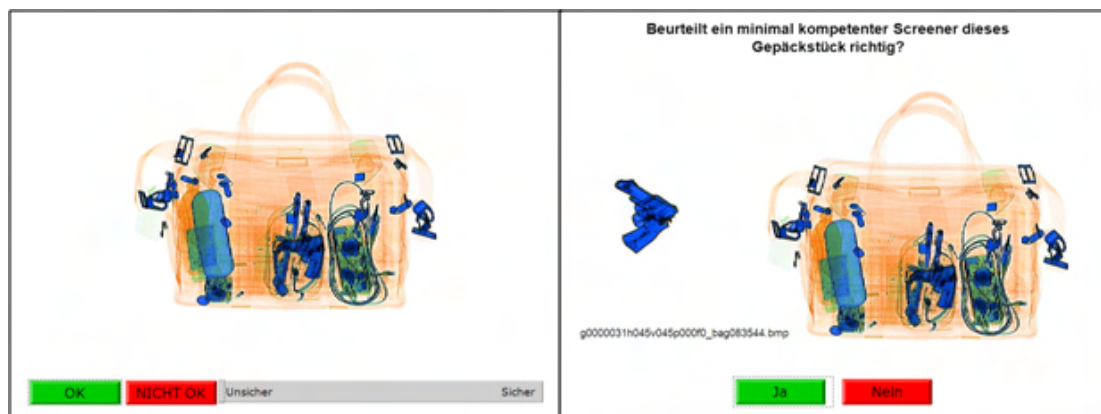 OK
NICHT OK
Unsicher
Sicher
Beurteilt ein minimal kompetenter Screener dieses
Gepäckstück richtig?
g0000031h045v045p000f0_bag083544.bmp
Ja
Nein